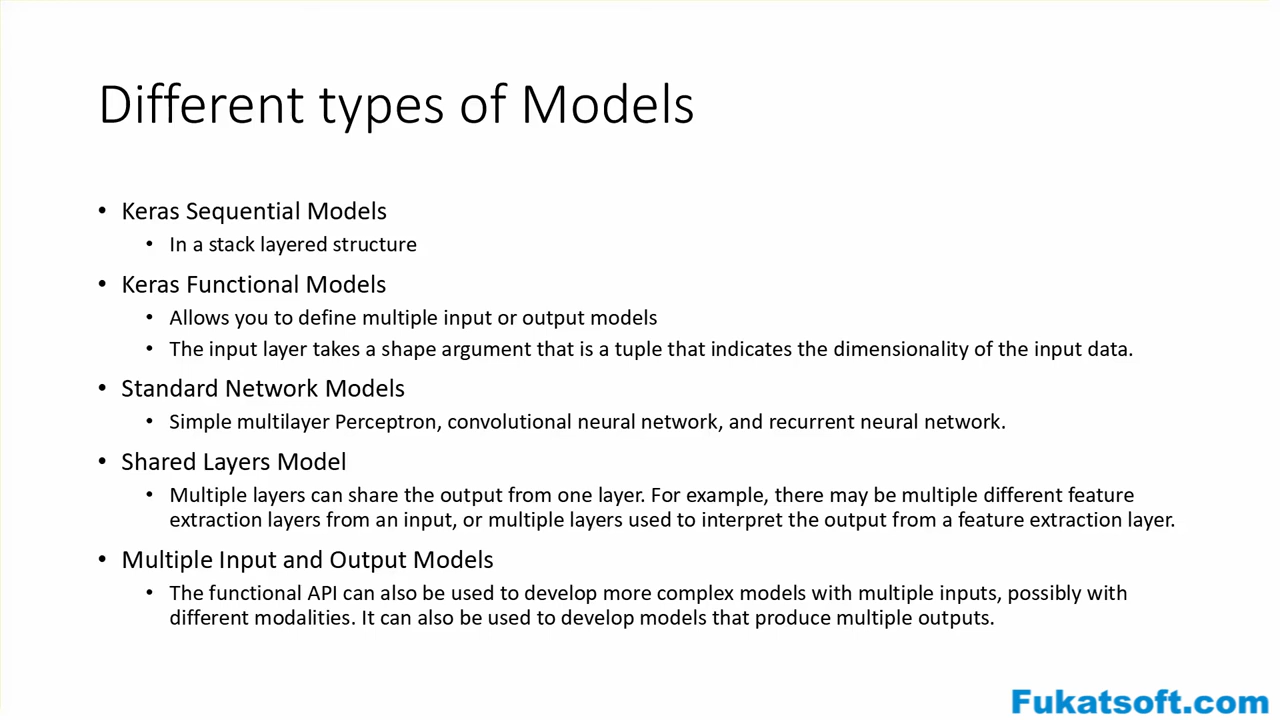 Different types of Models
• Keras Sequential Models
• In a stack layered structure
• Keras Functional Models
• Allows you to define multiple input or output models
• The input layer takes a shape argument that is a tuple that indicates the dimensionality of the input data.
• Standard Network Models
• Simple multilayer Perceptron, convolutional neural network, and recurrent neural network.
• Shared Layers Model
• Multiple layers can share the output from one layer. For example, there may be multiple different feature
extraction layers from an input, or multiple layers used to interpret the output from a feature extraction layer.
• Multiple Input and Output Models
• The functional API can also be used to develop more complex models with multiple inputs, possibly with
different modalities. It can also be used to develop models that produce multiple outputs.
Fukatsoft.com